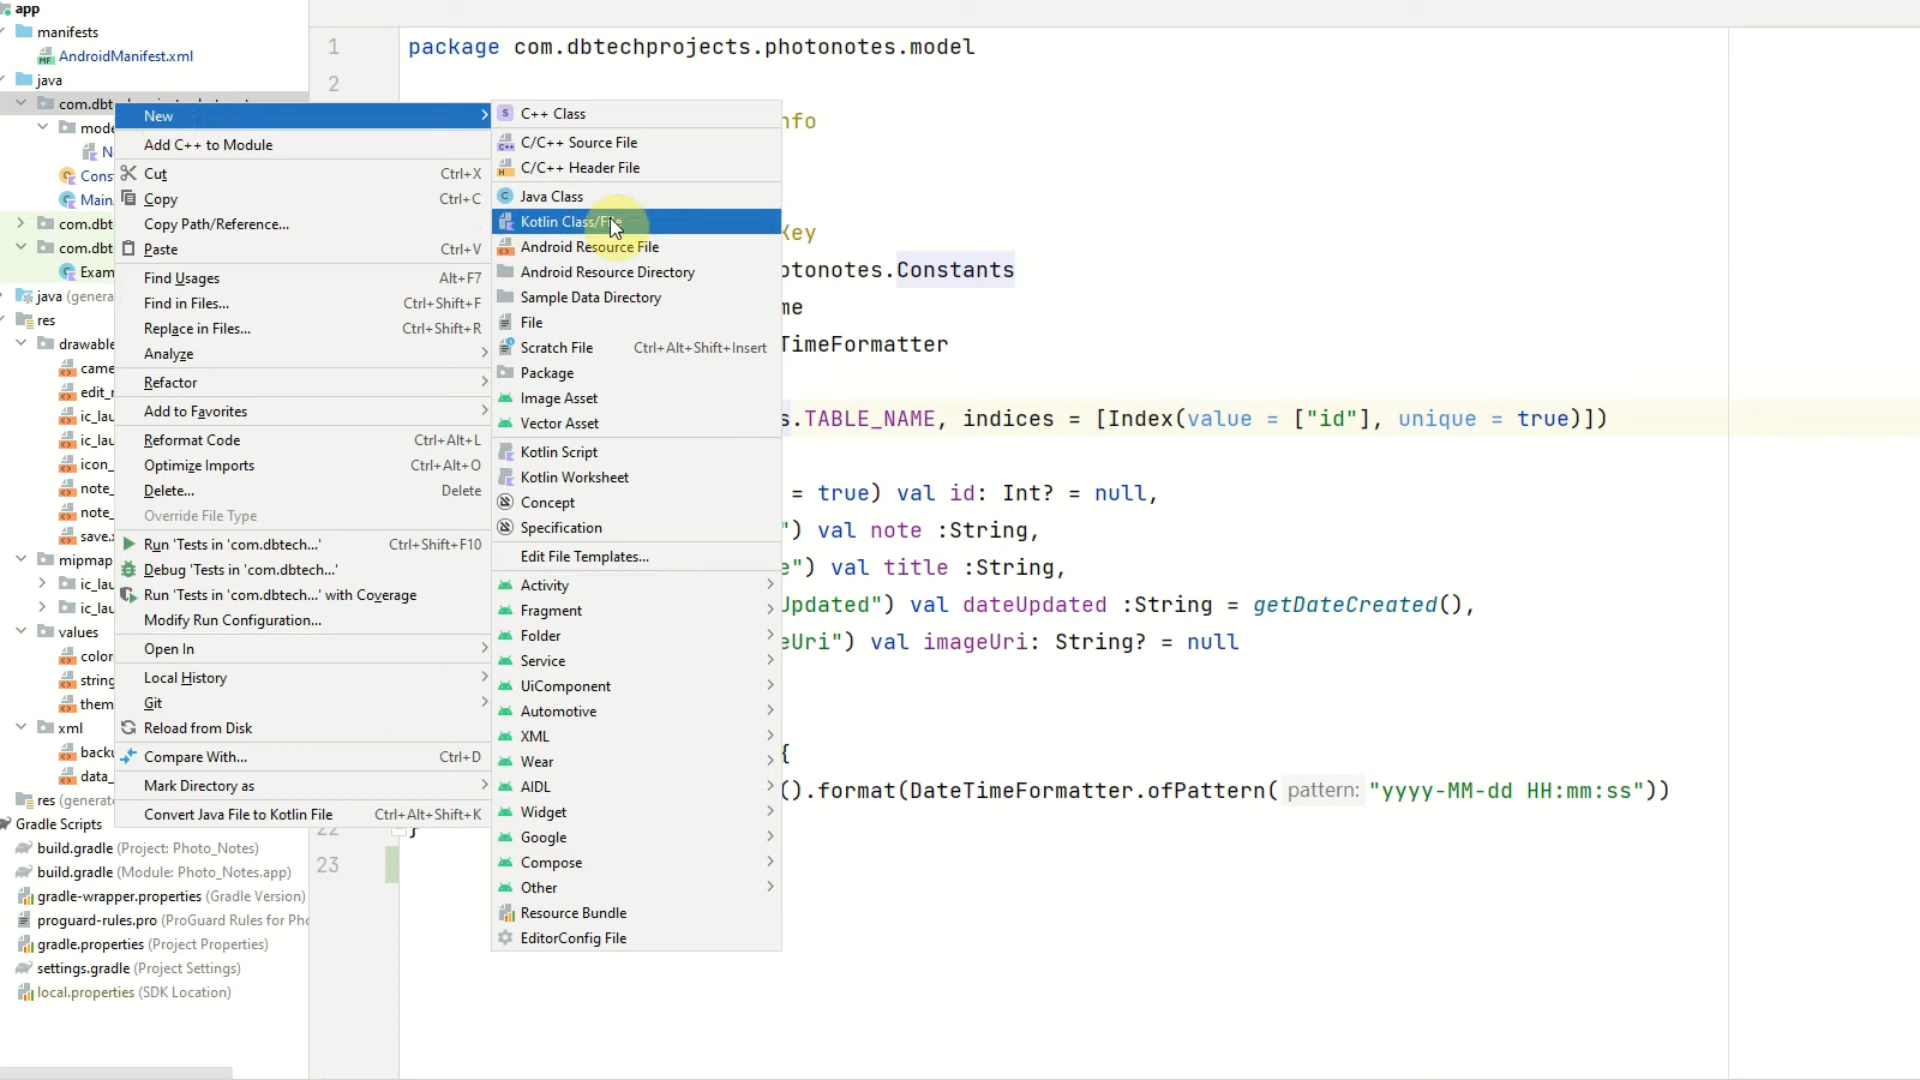 app
manifests
AndroidManifest.xml
java
com.dbt
mode
N
Cons
Main
com.dbt
com.dbt
Exam
java (genera
res
drawable
came
edit_r
ic_lau
ic_lau
icon_
note_
note_
save.x
mipmap
ic_lau
ic_lau
values
color
string
them
xml
backu
data_
res (generat
Gradle Scripts
build.gradle (Project: Photo_Notes)
build.gradle (Module: Photo_Notes.app)
gradle-wrapper.properties (Gradle Version)
proguard-rules.pro (ProGuard Rules for Pho
gradle.properties (Project Properties)
settings.gradle (Project Settings)
local.properties (SDK Location)
New
Add C++ to Module
Cut Ctrl+X
Copy Ctrl+C
Copy Path/Reference...
Paste Ctrl+V
Find Usages Alt+F7
Find in Files... Ctrl+Shift+F
Replace in Files... Ctrl+Shift+R
Analyze
Refactor
Add to Favorites
Reformat Code Ctrl+Alt+L
Optimize Imports Ctrl+Alt+O
Delete... Delete
Override File Type
Run 'Tests in 'com.dbtech...' Ctrl+Shift+F10
Debug 'Tests in 'com.dbtech...'
Run 'Tests in 'com.dbtech...' with Coverage
Modify Run Configuration...
Open In
Local History
Git
Reload from Disk
Compare With... Ctrl+D
Mark Directory as
Convert Java File to Kotlin File Ctrl+Alt+Shift+K
C++ Class
C/C++ Source File
C/C++ Header File
Java Class
Kotlin Class/File
Android Resource File
Android Resource Directory
Sample Data Directory
File
Scratch File Ctrl+Alt+Shift+Insert
Package
Image Asset
Vector Asset
Kotlin Script
Kotlin Worksheet
Concept
Specification
Edit File Templates...
Activity
Fragment
Folder
Service
UiComponent
Automotive
XML
Wear
AIDL
Widget
Google
Compose
Other
Resource Bundle
EditorConfig File
1 package com.dbtechprojects.photonotes.model
2
nfo
Key
otonotes.Constants
me
TimeFormatter
s.TABLE_NAME, indices = [Index(value = ["id"], unique = true)])
= true) val id: Int? = null,
") val note :String,
e") val title :String,
Updated") val dateUpdated :String = getDateCreated(),
eUri") val imageUri: String? = null
{
().format(DateTimeFormatter.ofPattern( pattern: "yyyy-MM-dd HH:mm:ss"))
22 }
23